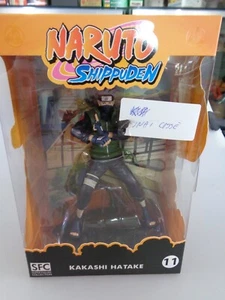 NARUTO
SHIPPUDEN
SFC
KAKASHI HATAKE
11